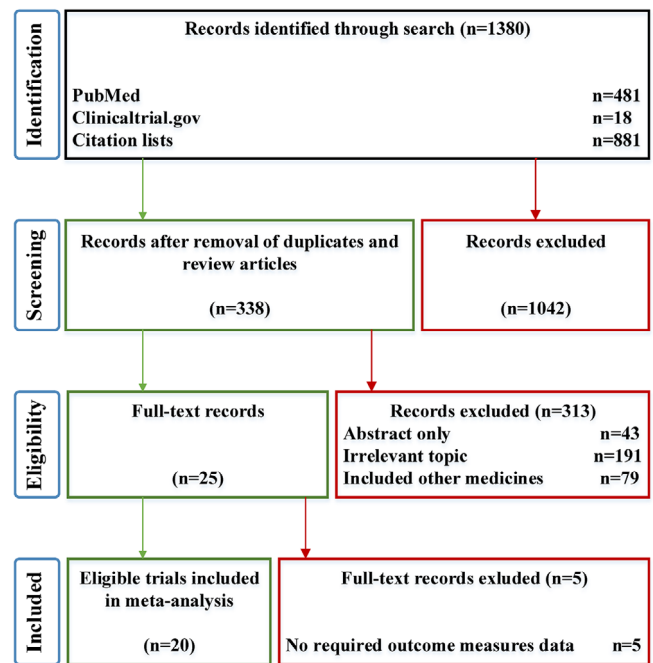 Identification
Records identified through search (n=1380)
PubMed n=481
Clinicaltrial.gov n=18
Citation lists n=881
Screening
Records after removal of duplicates and
review articles
(n=338)
Records excluded
(n=1042)
Eligibility
Full-text records
(n=25)
Records excluded (n=313)
Abstract only n=43
Irrelevant topic n=191
Included other medicines n=79
Included
Eligible trials included
in meta-analysis
(n=20)
Full-text records exluded (n=5)
No required outcome measures data n=5